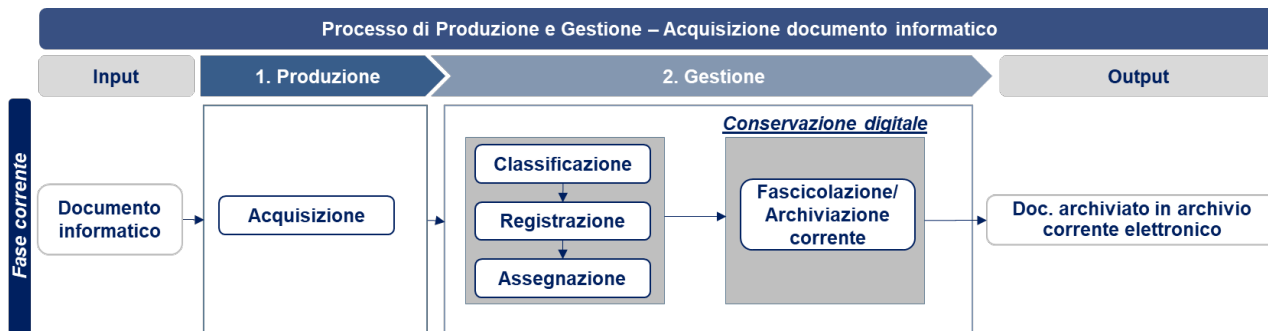 Processo di Produzione e Gestione – Acquisizione documento informatico
Input
1. Produzione
2. Gestione
Output
Fase corrente
Documento
informatico
Acquisizione
Classificazione
Registrazione
Assegnazione
Conservazione digitale
Fascicolazione/
Archiviazione
corrente
Doc. archiviato in archivio
corrente elettronico